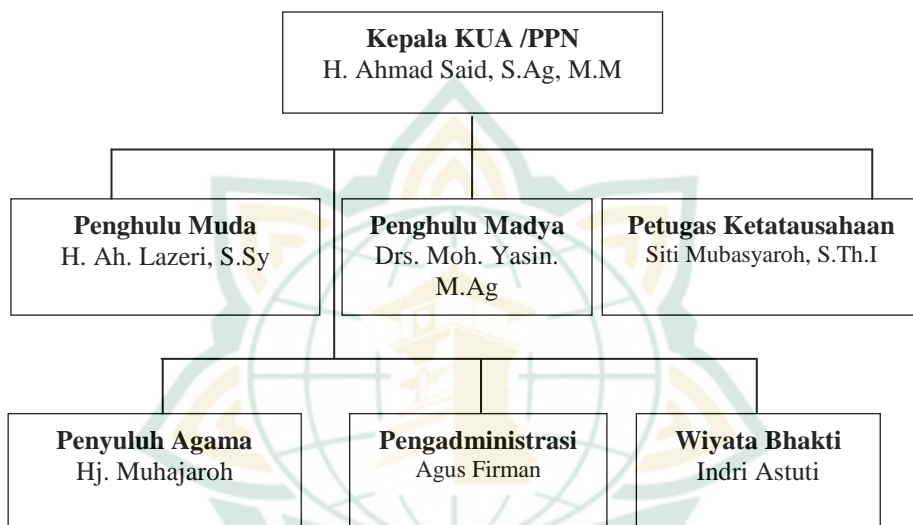 Kepala KUA /PPN
H. Ahmad Said, S.Ag, M.M
Penghulu Muda
H. Ah. Lazeri, S.Sy
Penghulu Madya
Drs. Moh. Yasin.
M.Ag
Petugas Ketatausahaan
Siti Mubasyaroh, S.Th.I
Penyuluh Agama
Hj. Muhajaroh
Pengadministrasi
Agus Firman
Wiyata Bhakti
Indri Astuti